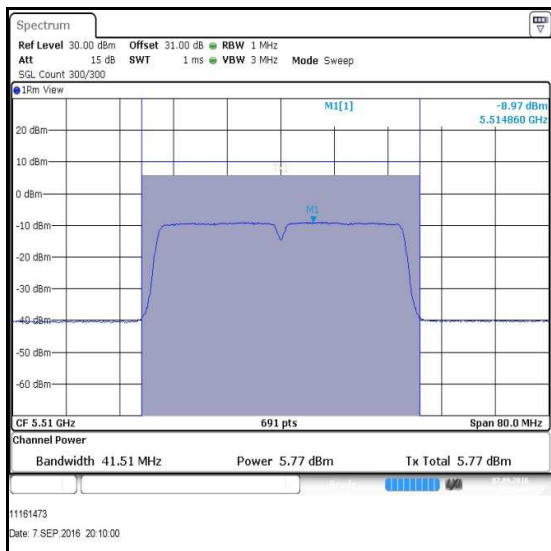 Spectrum
Ref Level 30.00 dBm Offset 31.00 dB RBW 1 MHz
Att 15 dB SWT 1 ms VBW 3 MHz Mode Sweep
SGL Count 300/300
1Rm View
M1[1] -8.97 dBm
5.514860 GHz
20 dBm
10 dBm
0 dBm
M1
-10 dBm
-20 dBm
-30 dBm
-40 dBm
-50 dBm
-60 dBm
CF 5.51 GHz 691 pts Span 80.0 MHz
Channel Power
Bandwidth 41.51 MHz Power 5.77 dBm Tx Total 5.77 dBm
11161473
Date: 7.SEP.2016 20:10:00